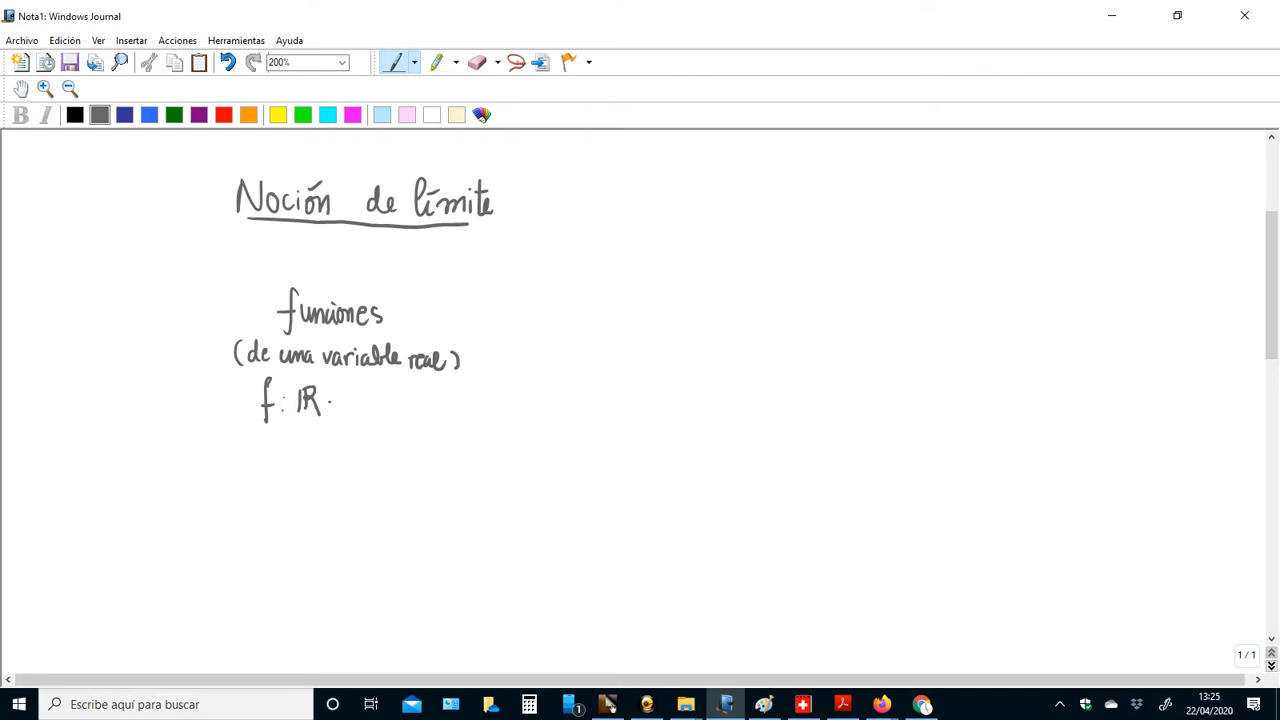 Nota1: Windows Journal
Archivo Edición Ver Insertar Acciones Herramientas Ayuda
200%
B I
Noción de límite
funciones
(de una variable real)
f: ℝ
1 / 1
Escribe aquí para buscar
1
13:25
22/04/2020